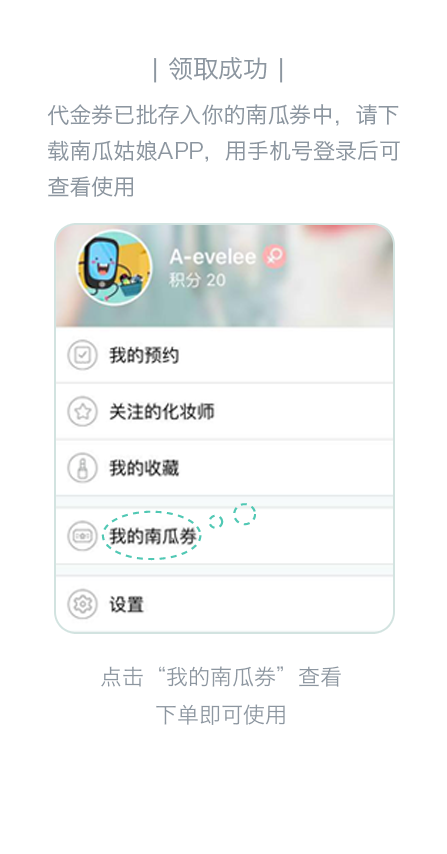 | 领取成功 |
代金券已批存入你的南瓜券中，请下
载南瓜姑娘APP，用手机号登录后可
查看使用
A-evelee
积分 20
我的预约
关注的化妆师
我的收藏
我的南瓜券
设置
点击“我的南瓜券”查看
下单即可使用